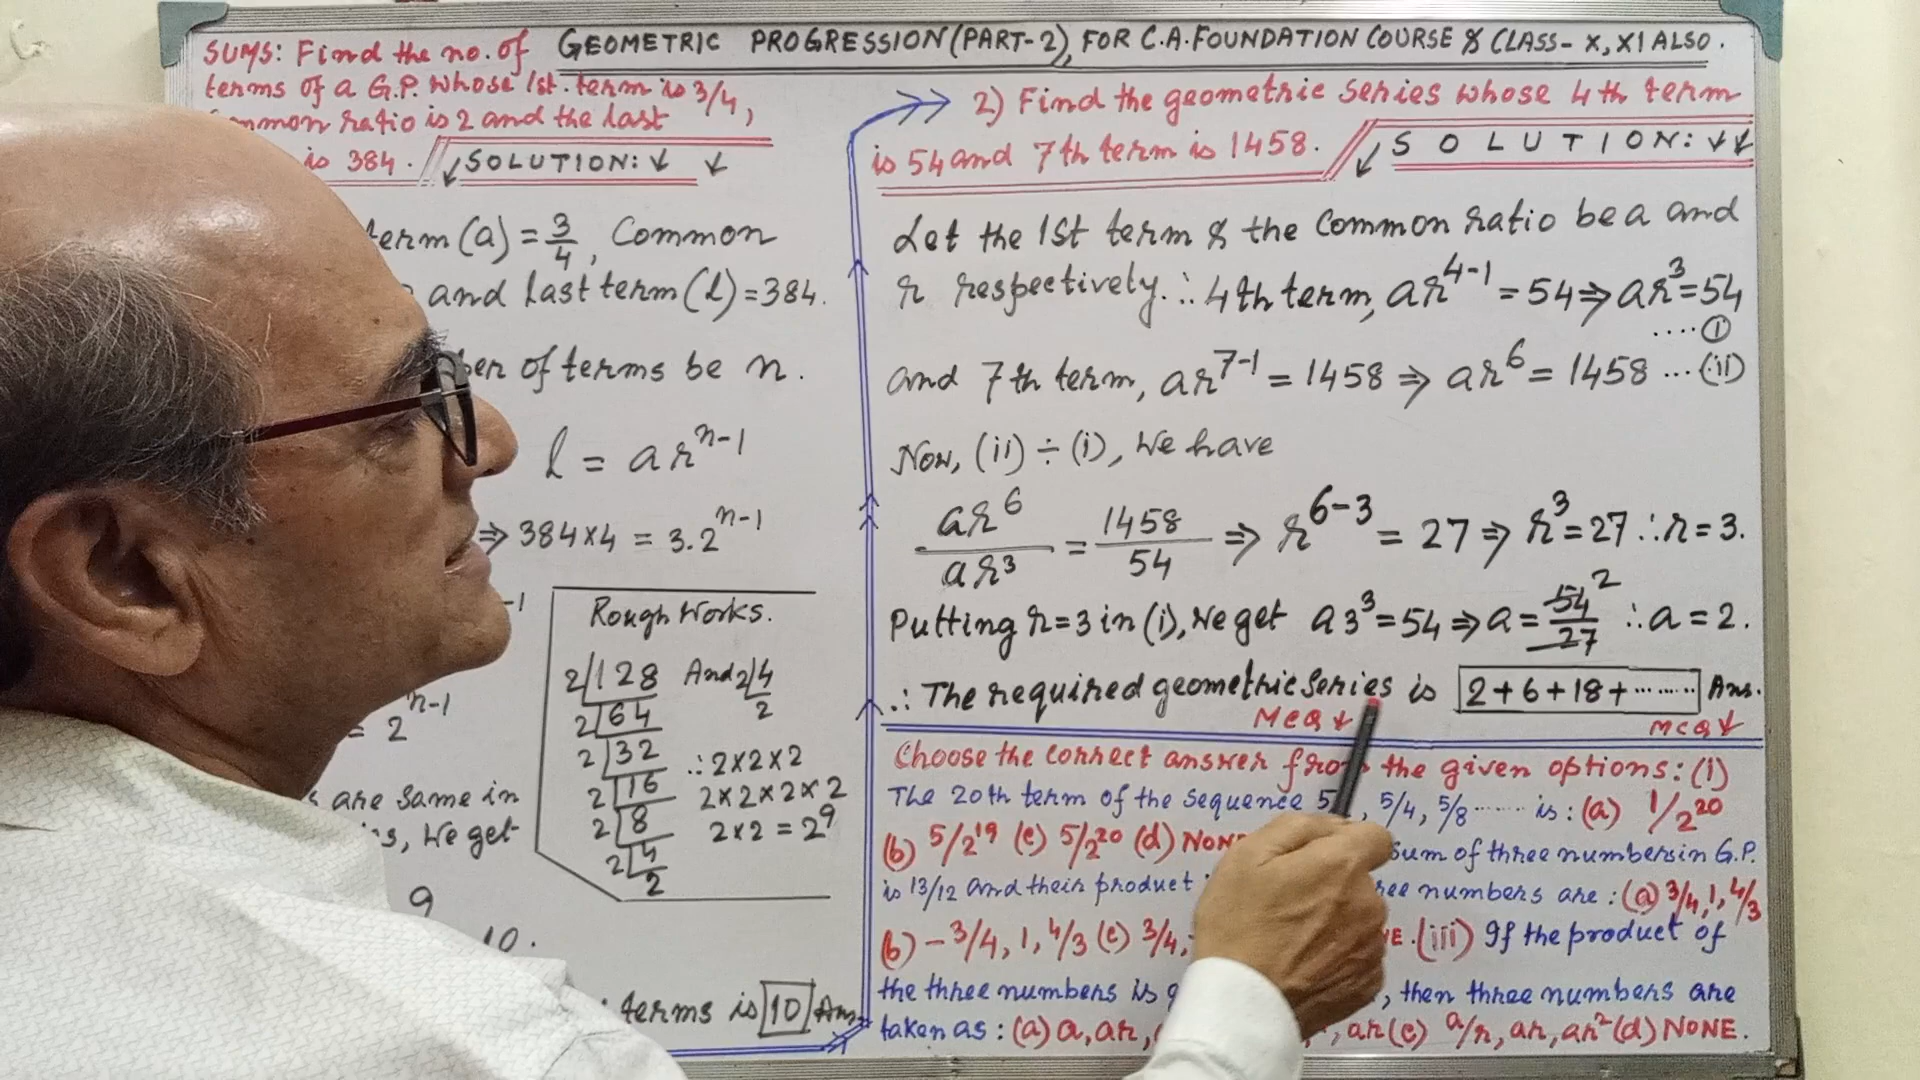 GEOMETRIC PROGRESSION (PART-2), FOR C.A. FOUNDATION COURSE & CLASS- X, XI ALSO.
SUMS: Find the no. of
terms of a G.P. whose 1st. term is 3/4,
mmon ratio is 2 and the last
is 384. SOLUTION: ↓ ↓
term (a) = 3/4, Common
and last term (l) = 384.
ber of terms be n.
l = ar^n-1
⇒ 384×4 = 3.2^n-1
-1
= 2^n-1
are same in
, We get
9
10.
terms is 10 Ans
Rough Works.
2/128 And 2/4
2/64 2
2/32 ∴ 2×2×2
2/16 2×2×2×2
2/8 2×2 = 2^9
2/4
2
2) Find the geometric series whose 4th term
is 54 and 7th term is 1458. SOLUTION: ↓↓
Let the 1st term & the common ratio be a and
r respectively. ∴ 4th term, ar^4-1 = 54 ⇒ ar^3 = 54
....(i)
and 7th term, ar^7-1 = 1458 ⇒ ar^6 = 1458 ...(ii)
Now, (ii) ÷ (i), We have
ar^6/ar^3 = 1458/54 ⇒ r^6-3 = 27 ⇒ r^3 = 27 ∴ r = 3.
Putting r=3 in (i), We get a3^3 = 54 ⇒ a = 54/27 2 ∴ a = 2.
∴ The required geometric series is 2+6+18+........ Ans.
MCQ ↓ MCQ ↓
Choose the correct answer from the given options: (i)
The 20th term of the sequence 5/ , 5/4, 5/8 ...... is: (a) 1/2^20
(b) 5/2^19 (c) 5/2^20 (d) NONE sum of three numbers in G.P.
is 13/12 and their product numbers are: (a) 3/4, 1, 4/3
(b) -3/4, 1, 4/3 (c) 3/4, . (iii) If the product of
the three numbers is , then three numbers are
taken as: (a) a, ar, , ar (c) a/r, ar, ar^2 (d) NONE.